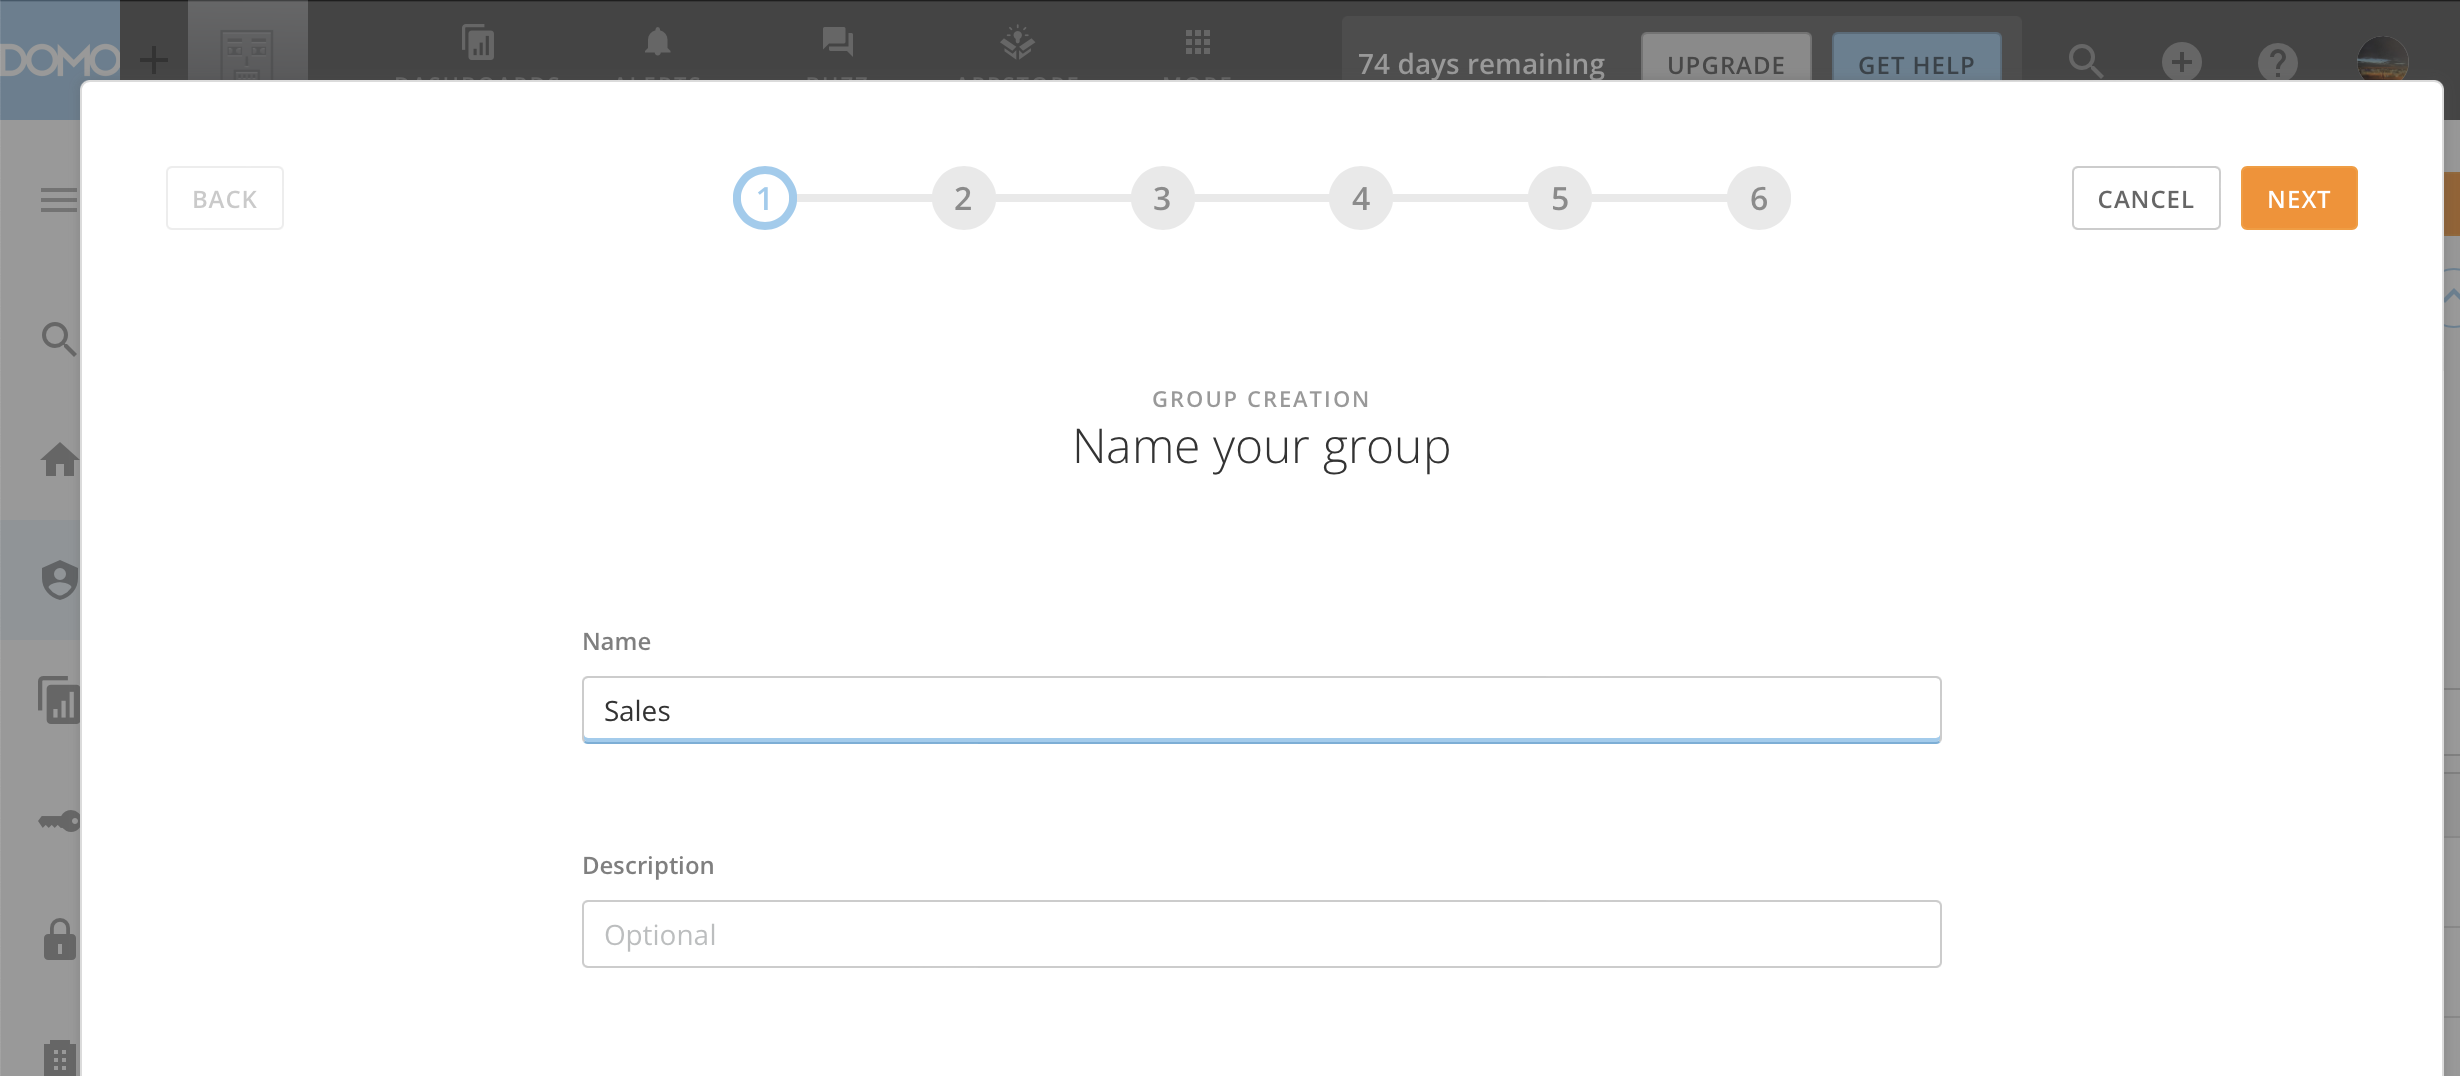 DOMO
74 days remaining
UPGRADE
GET HELP
BACK
1
2
3
4
5
6
CANCEL
NEXT
GROUP CREATION
Name your group
Name
Sales
Description
Optional